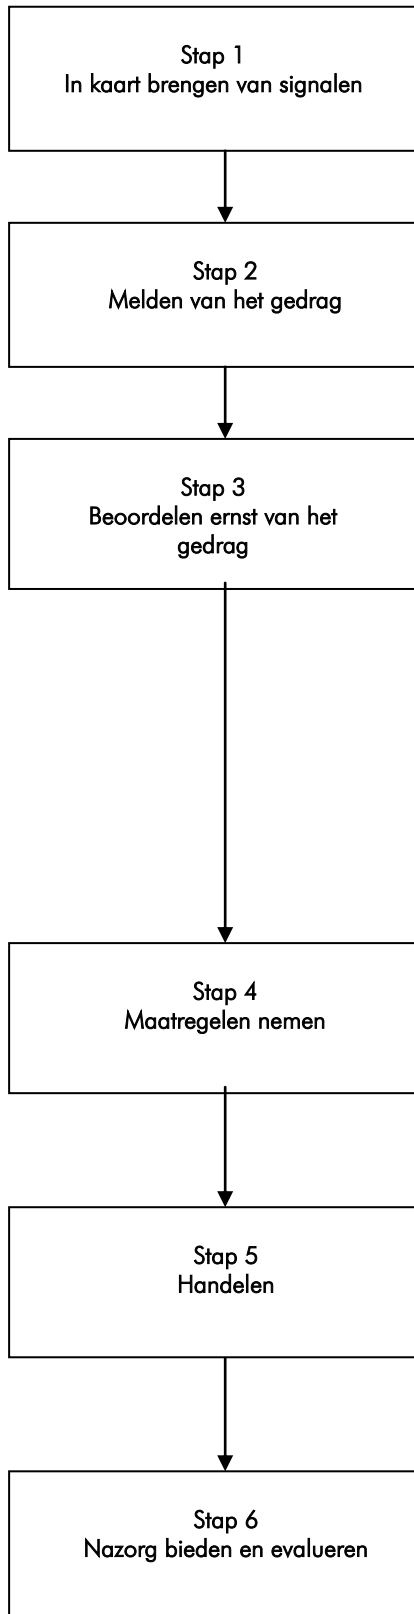 Stap 1
In kaart brengen van signalen
Stap 2
Melden van het gedrag
Stap 3
Beoordelen ernst van het
gedrag
Stap 4
Maatregelen nemen
Stap 5
Handelen
Stap 6
Nazorg bieden en evalueren